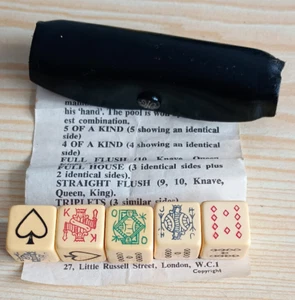 his 'hand'. The pool is won
est combination.
5 OF A KIND (5 showing an identical
side)
4 OF A KIND (4 showing an identical
side)
FULL FLUSH (9, 10, Knave, Queen
FULL HOUSE (3 identical sides plus
2 identical sides).
STRAIGHT FLUSH (9, 10, Knave,
Queen, King).
TRIPLETS (3 similar sides)
K
Q
27, Little Russell Street, London, W.C.1
Copyright